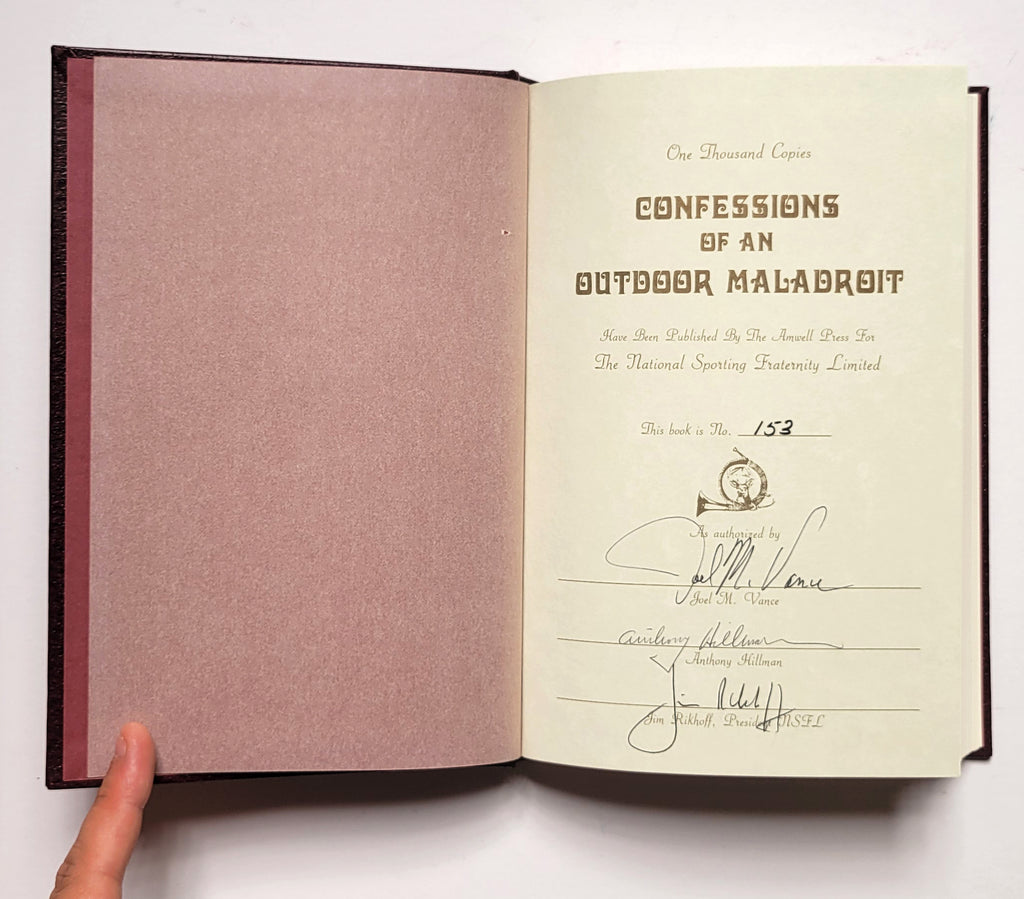 One Thousand Copies
CONFESSIONS
OF AN
OUTDOOR MALADROIT
Have Been Published By The Amwell Press For
The National Sporting Fraternity Limited
This book is No. 153
As authorized by
Joel M. Vance
Joel M. Vance
Anthony Hillman
Anthony Hillman
Jim Rikhoff
Jim Rikhoff, President NSFL